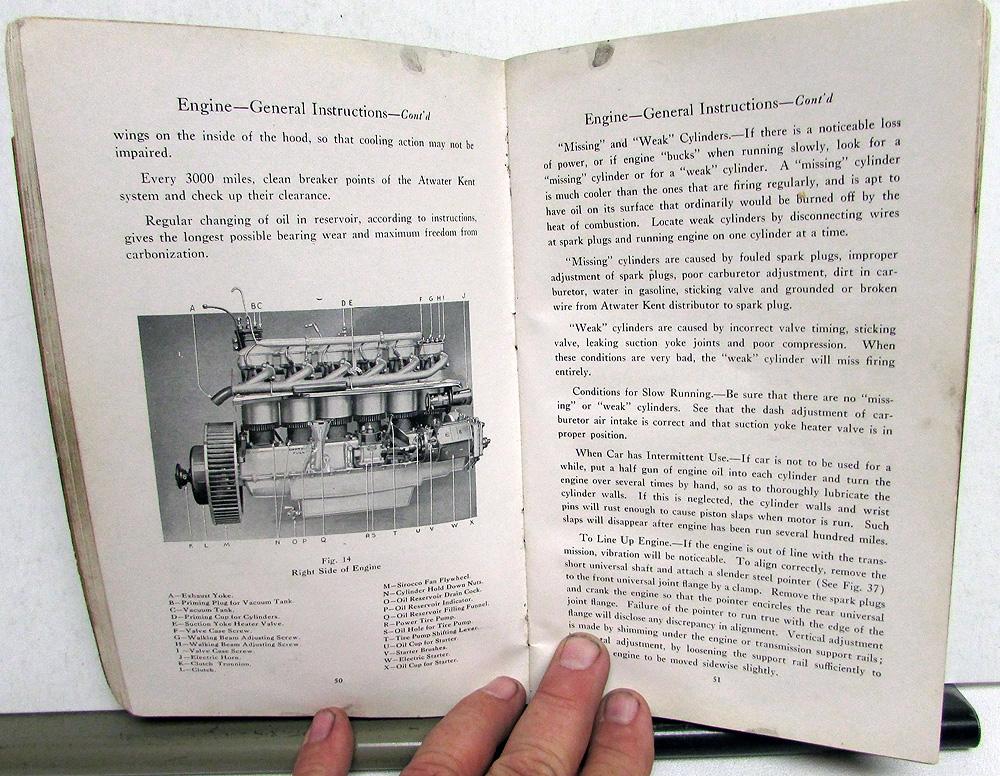 Engine—General Instructions—Cont'd
wings on the inside of the hood, so that cooling action may not be
impaired.
Every 3000 miles, clean breaker points of the Atwater Kent
system and check up their clearance.
Regular changing of oil in reservoir, according to instructions,
gives the longest possible bearing wear and maximum freedom from
carbonization.
A BC D E F G H I J
K L M N O P Q R S T U V W X
Fig. 14
Right Side of Engine
A—Exhaust Yoke.
B—Priming Plug for Vacuum Tank.
C—Vacuum Tank.
D—Priming Cup for Cylinders.
E—Suction Yoke Heater Valve.
F—Valve Case Screw.
G—Walking Beam Adjusting Screw.
H—Walking Beam Adjusting Screw
I—Valve Case Screw.
J—Electric Horn.
K—Clutch Trunnion.
L—Clutch.
M—Sirocco Fan Flywheel.
N—Cylinder Hold Down Nuts.
O—Oil Reservoir Drain Cock.
P—Oil Reservoir Indicator.
Q—Oil Reservoir Filling Funnel.
R—Power Tire Pump.
S—Oil Hole for Tire Pump.
T—Tire Pump Shifting Lever.
U—Oil Cup for Starter.
V—Starter Brushes.
W—Electric Starter.
X—Oil Cup for Starter.
50
Engine—General Instructions—Cont'd
"Missing" and "Weak" Cylinders.—If there is a noticeable loss
of power, or if engine "bucks" when running slowly, look for a
"missing" cylinder or for a "weak" cylinder. A "missing" cylinder
is much cooler than the ones that are firing regularly, and is apt to
have oil on its surface that ordinarily would be burned off by the
heat of combustion. Locate weak cylinders by disconnecting wires
at spark plugs and running engine on one cylinder at a time.
"Missing" cylinders are caused by fouled spark plugs, improper
adjustment of spark plugs, poor carburetor adjustment, dirt in car-
buretor, water in gasoline, sticking valve and grounded or broken
wire from Atwater Kent distributor to spark plug.
"Weak" cylinders are caused by incorrect valve timing, sticking
valve, leaking suction yoke joints and poor compression. When
these conditions are very bad, the "weak" cylinder will miss firing
entirely.
Conditions for Slow Running.—Be sure that there are no "miss-
ing" or "weak" cylinders. See that the dash adjustment of car-
buretor air intake is correct and that suction yoke heater valve is in
proper position.
When Car has Intermittent Use.—If car is not to be used for a
while, put a half gun of engine oil into each cylinder and turn the
engine over several times by hand, so as to thoroughly lubricate the
cylinder walls. If this is neglected, the cylinder walls and wrist
pins will rust enough to cause piston slaps when motor is run. Such
slaps will disappear after engine has been run several hundred miles.
To Line Up Engine.—If the engine is out of line with the trans-
mission, vibration will be noticeable. To align correctly, remove the
short universal shaft and attach a slender steel pointer (See Fig. 37)
to the front universal joint flange by a clamp. Remove the spark plugs
and crank the engine so that the pointer encircles the rear universal
joint flange. Failure of the pointer to run true with the edge of the
flange will disclose any discrepancy in alignment. Vertical adjustment
is made by shimming under the engine or transmission support rails;
adjustment, by loosening the support rail sufficiently to
engine to be moved sidewise slightly.
51